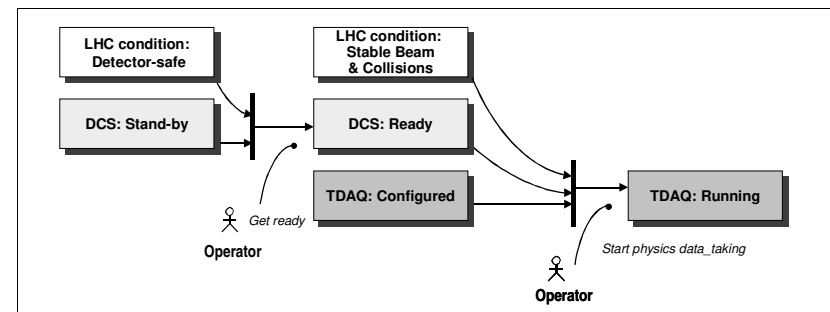 LHC condition:
Detector-safe
LHC condition:
Stable Beam
& Collisions
DCS: Stand-by
DCS: Ready
TDAQ: Configured
TDAQ: Running
Get ready
Operator
Start physics data_taking
Operator